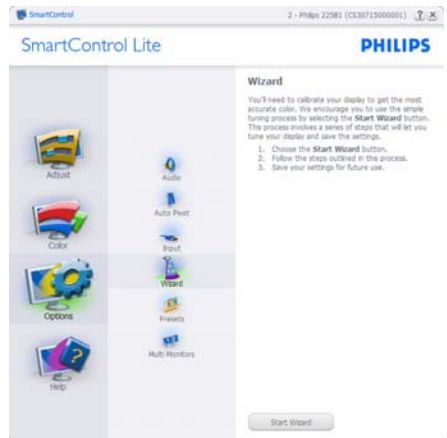 SmartControl
2 - Philips 225B1 (CS30715000001)
SmartControl Lite
PHILIPS
Adjust
Color
Options
Help
Audio
Auto Pivot
Input
Wizard
Presets
Multi Monitors
Wizard
You'll need to calibrate your display to get the most
accurate color. We encourage you to use the simple
tuning process by selecting the Start Wizard button.
This process involves a series of steps that will let you
tune your display and save the settings.
1. Choose the Start Wizard button.
2. Follow the steps outlined in this process.
3. Save your settings for future use.
Start Wizard